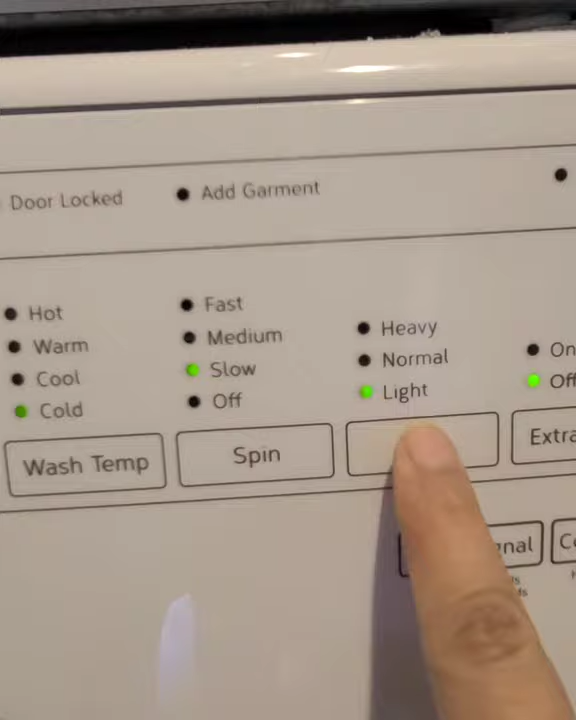 Door Locked
Add Garment
Hot
Warm
Cool
Cold
Wash Temp
Fast
Medium
Slow
Off
Spin
Heavy
Normal
Light
On
Off
Extra